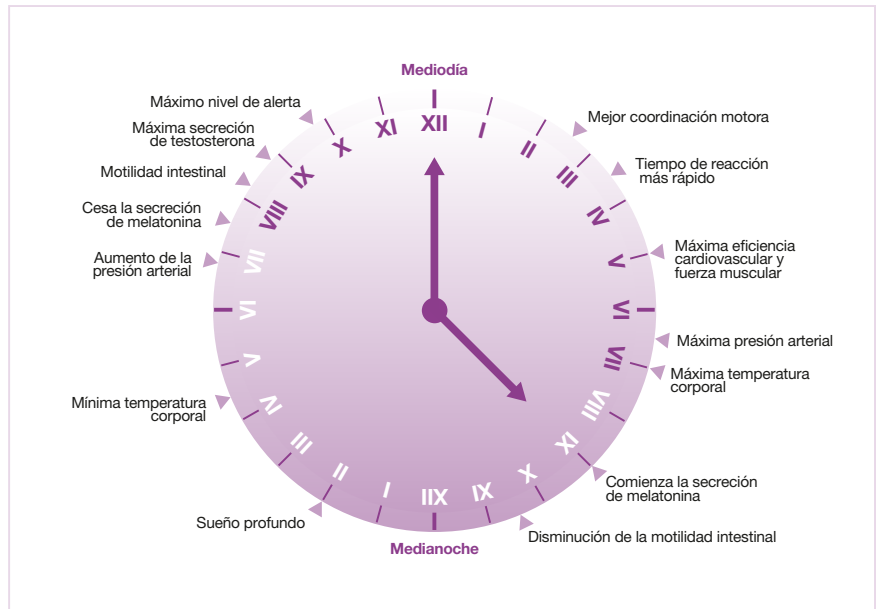 Mediodía
Máximo nivel de alerta
Máxima secreción
de testosterona
Motilidad intestinal
Cesa la secreción
de melatonina
Aumento de la
presión arterial
Mínima temperatura
corporal
Sueño profundo
XII
I
II
III
IV
V
VI
VII
VIII
IX
X
XI
XII
I
II
III
IV
V
VI
VII
VIII
IX
X
XI
Mejor coordinación motora
Tiempo de reacción
más rápido
Máxima eficiencia
cardiovascular y
fuerza muscular
Máxima presión arterial
Máxima temperatura
corporal
Comienza la secreción
de melatonina
Disminución de la motilidad intestinal
Medianoche